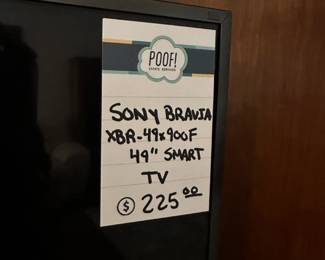 POOF!
ESTATE SERVICES
SONY BRAVIA
XBR-49x900F
49" SMART
TV
$ 225.00